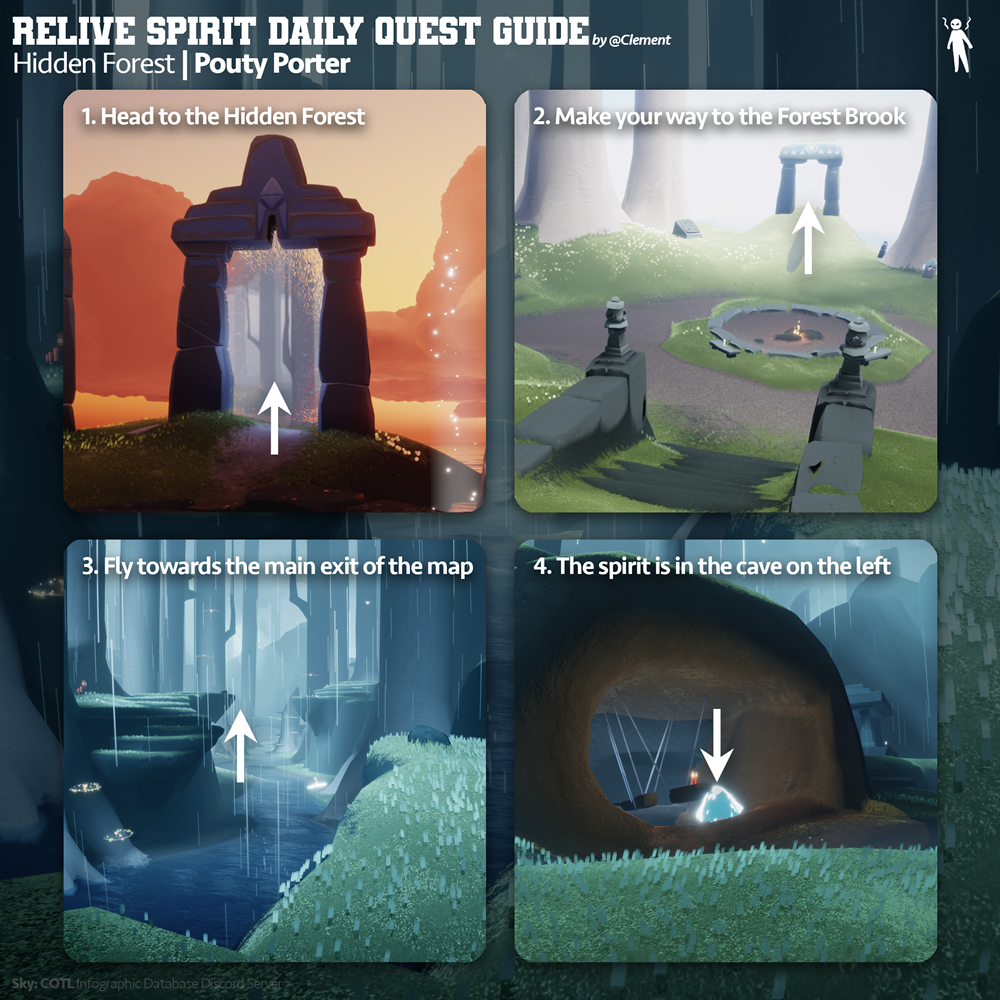 RELIVE SPIRIT DAILY QUEST GUIDE by @Clement
Hidden Forest | Pouty Porter
1. Head to the Hidden Forest
2. Make your way to the Forest Brook
3. Fly towards the main exit of the map
4. The spirit is in the cave on the left
Sky: COTL Infographic Database Discord Server